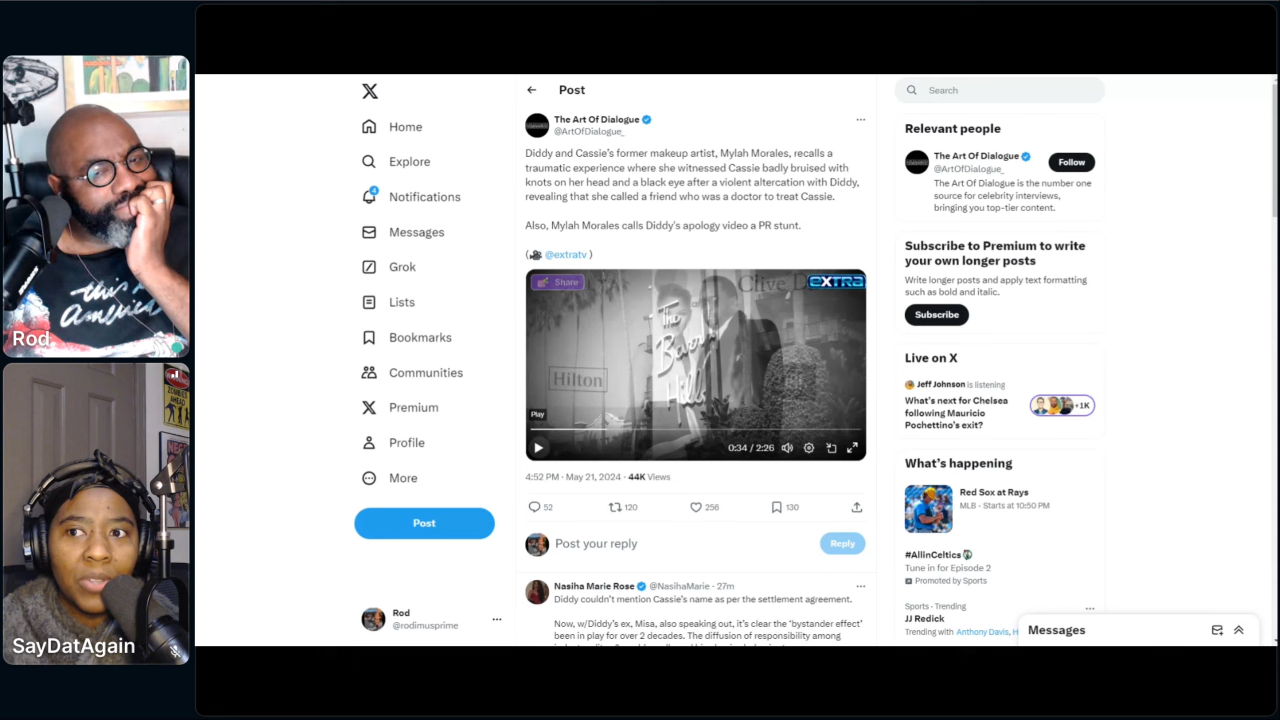 this is
america
Rod
SayDatAgain
Home
Explore
4
Notifications
Messages
Grok
Lists
Bookmarks
Communities
Premium
Profile
More
Post
Rod
@rodimusprime
Post
The Art Of Dialogue
@ArtOfDialogue_
Diddy and Cassie's former makeup artist, Mylah Morales, recalls a
traumatic experience where she witnessed Cassie badly bruised with
knots on her head and a black eye after a violent altercation with Diddy,
revealing that she called a friend who was a doctor to treat Cassie.
Also, Mylah Morales calls Diddy's apology video a PR stunt.
(🎥 @extratv )
Share
Clive D
EXTRA
The
Hilton
Hills
Play
0:34 / 2:26
4:52 PM · May 21, 2024 · 44K Views
52
120
256
130
Post your reply
Reply
Nasiha Marie Rose @NasihaMarie · 27m
Diddy couldn't mention Cassie's name as per the settlement agreement.
Now, w/Diddy's ex, Misa, also speaking out, it's clear the 'bystander effect'
been in play for over 2 decades. The diffusion of responsibility among
Search
Relevant people
The Art Of Dialogue
@ArtOfDialogue_
Follow
The Art Of Dialogue is the number one
source for celebrity interviews,
bringing you top-tier content.
Subscribe to Premium to write
your own longer posts
Write longer posts and apply text formatting
such as bold and italic.
Subscribe
Live on X
Jeff Johnson is listening
What's next for Chelsea
following Mauricio
Pochettino's exit?
+1K
What's happening
Red Sox at Rays
MLB · Starts at 10:50 PM
#AllinCeltics
Tune in for Episode 2
Promoted by Sports
Sports · Trending
JJ Redick
Trending with Anthony Davis, H
Messages